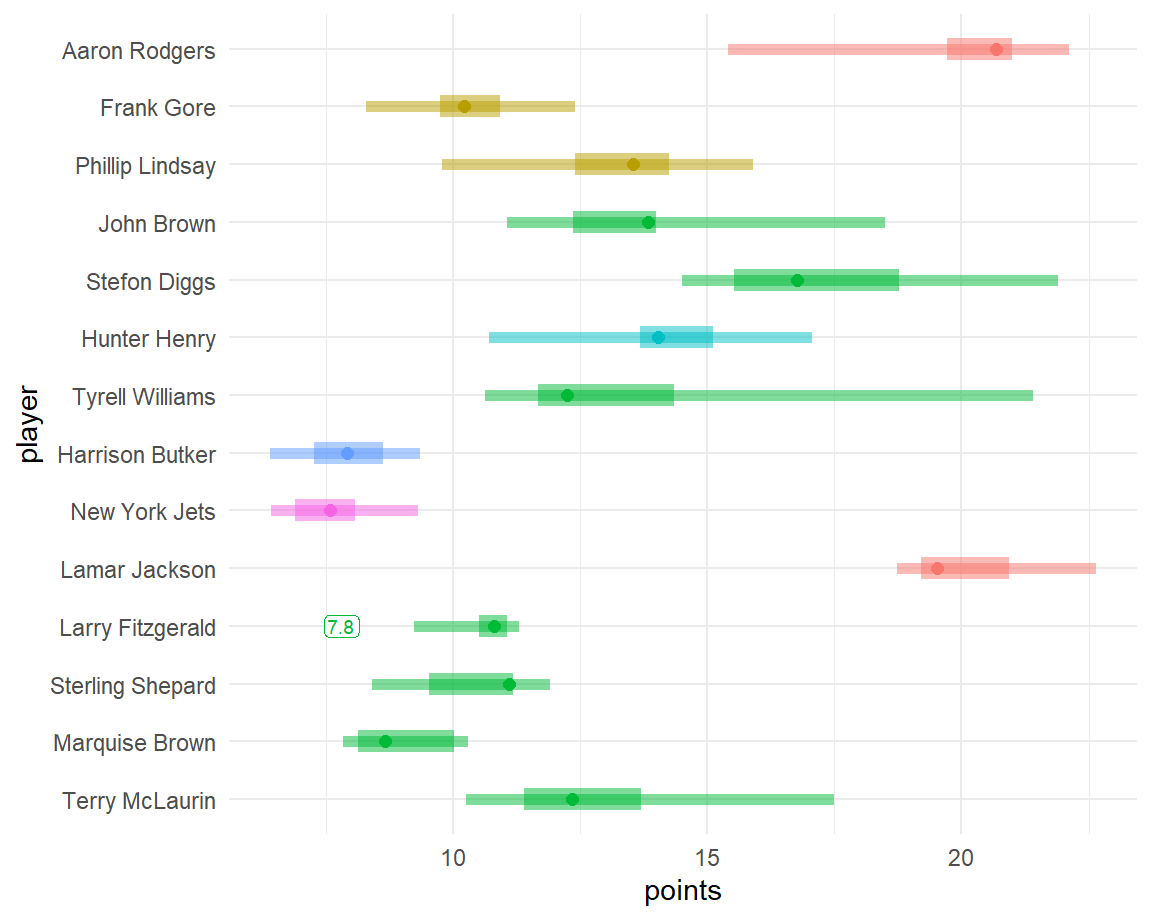 Aaron Rodgers
Frank Gore
Phillip Lindsay
John Brown
Stefon Diggs
Hunter Henry
Tyrell Williams
player
Harrison Butker
New York Jets
Lamar Jackson
Larry Fitzgerald 7.8
Sterling Shepard
Marquise Brown
Terry McLaurin
10 15 20
points